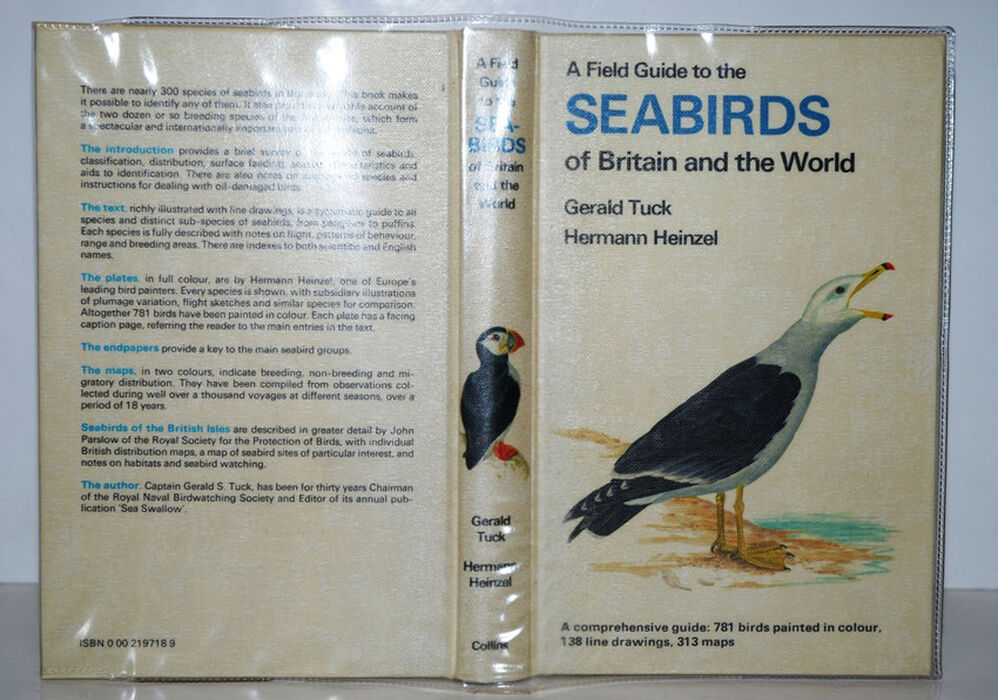 There are nearly 300 species of seabirds in the world. This book makes
it possible to identify any of them. It also account of
the two dozen or so breeding species of the which form
a spectacular and internationally important
The introduction provides a brief survey of seabirds,
classification, distribution, surface feeding, and
aids to identification. There are also notes on species and
instructions for dealing with oil-damaged birds.
The text, richly illustrated with line drawings, is a systematic guide to all
species and distinct sub-species of seabirds, from penguins to puffins.
Each species is fully described with notes on flight, patterns of behaviour,
range and breeding areas. There are indexes to both scientific and English
names.
The plates, in full colour, are by Hermann Heinzel, one of Europe's
leading bird painters. Every species is shown, with subsidiary illustrations
of plumage variation, flight sketches and similar species for comparison.
Altogether 781 birds have been painted in colour. Each plate has a facing
caption page, referring the reader to the main entries in the text.
The endpapers provide a key to the main seabird groups.
The maps, in two colours, indicate breeding, non-breeding and mi-
gratory distribution. They have been compiled from observations col-
lected during well over a thousand voyages at different seasons, over a
period of 18 years.
Seabirds of the British Isles are described in greater detail by John
Parslow of the Royal Society for the Protection of Birds, with individual
British distribution maps, a map of seabird sites of particular interest, and
notes on habitats and seabird watching.
The author. Captain Gerald S. Tuck, has been for thirty years Chairman
of the Royal Naval Birdwatching Society and Editor of its annual pub-
lication 'Sea Swallow'.
ISBN 0 00 219718 9
A Field
Guide
to the
SEA-
BIRDS
of Britain
and the
World
Gerald
Tuck
Hermann
Heinzel
Collins
A Field Guide to the
SEABIRDS
of Britain and the World
Gerald Tuck
Hermann Heinzel
A comprehensive guide: 781 birds painted in colour,
138 line drawings, 313 maps